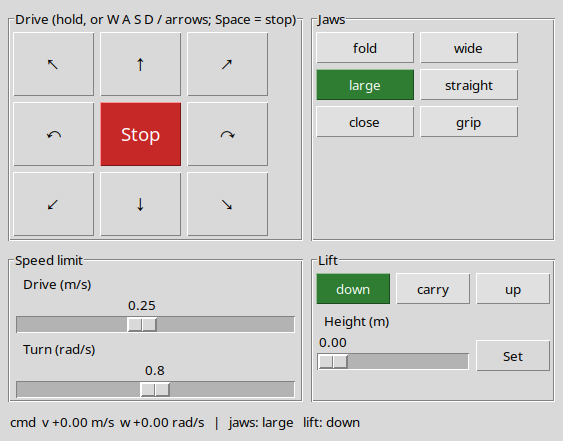 Drive (hold, or W A S D / arrows; Space = stop)
↖ ↑ ↗
↶ Stop ↷
↙ ↓ ↘
Jaws
fold wide
large straight
close grip
Speed limit
Drive (m/s)
0.25
Turn (rad/s)
0.8
Lift
down carry up
Height (m)
0.00
Set
cmd v +0.00 m/s w +0.00 rad/s | jaws: large lift: down